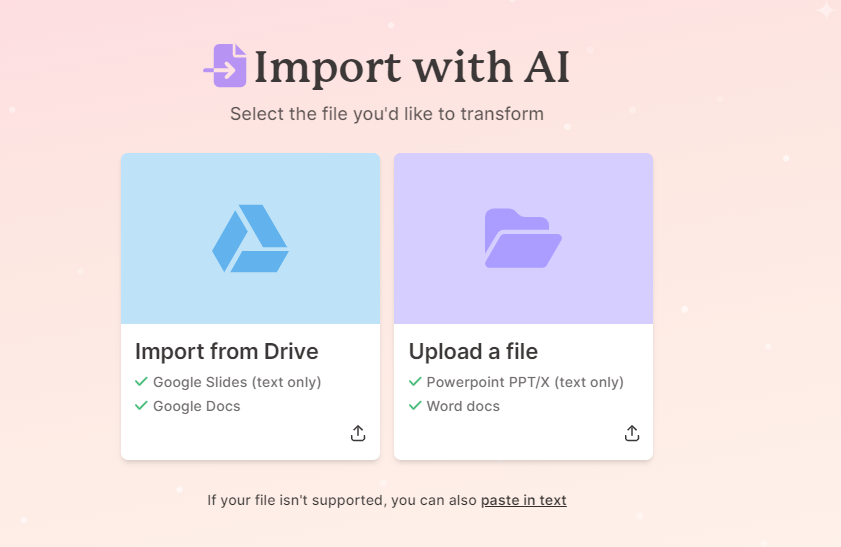 Import with AI
Select the file you'd like to transform
Import from Drive
Google Slides (text only)
Google Docs
Upload a file
Powerpoint PPT/X (text only)
Word docs
If your file isn't supported, you can also paste in text